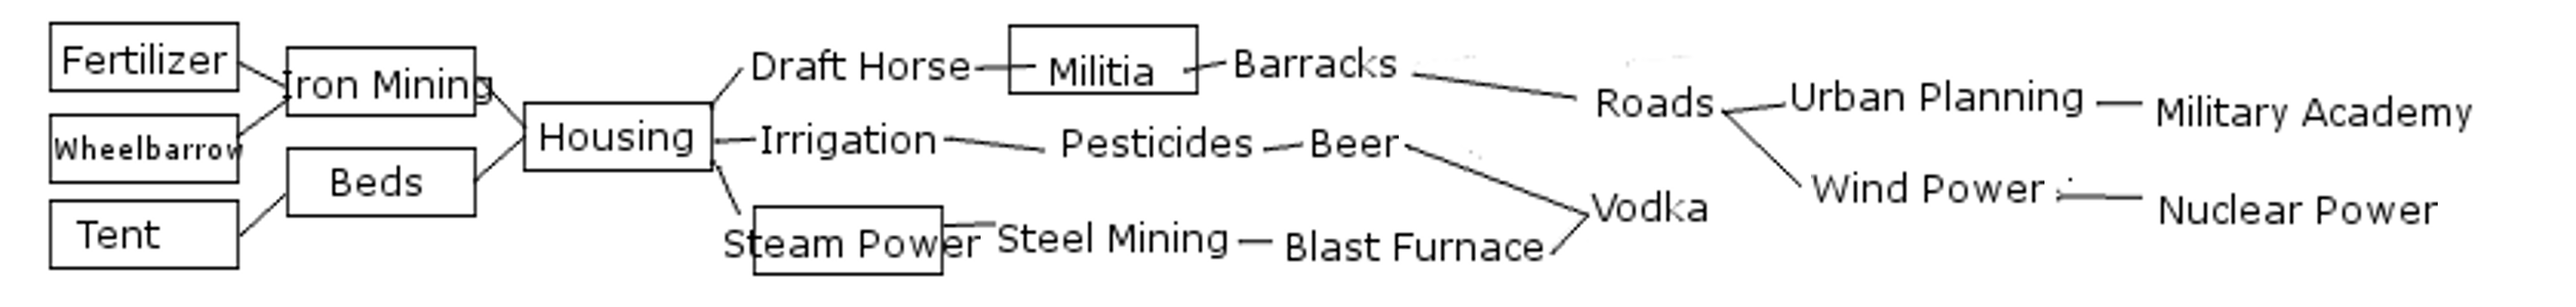 Fertilizer
Wheelbarrow
Tent
Iron Mining
Beds
Housing
Draft Horse
Militia
Barracks
Irrigation
Pesticides
Beer
Steam Power
Steel Mining
Blast Furnace
Roads
Vodka
Urban Planning
Military Academy
Wind Power
Nuclear Power